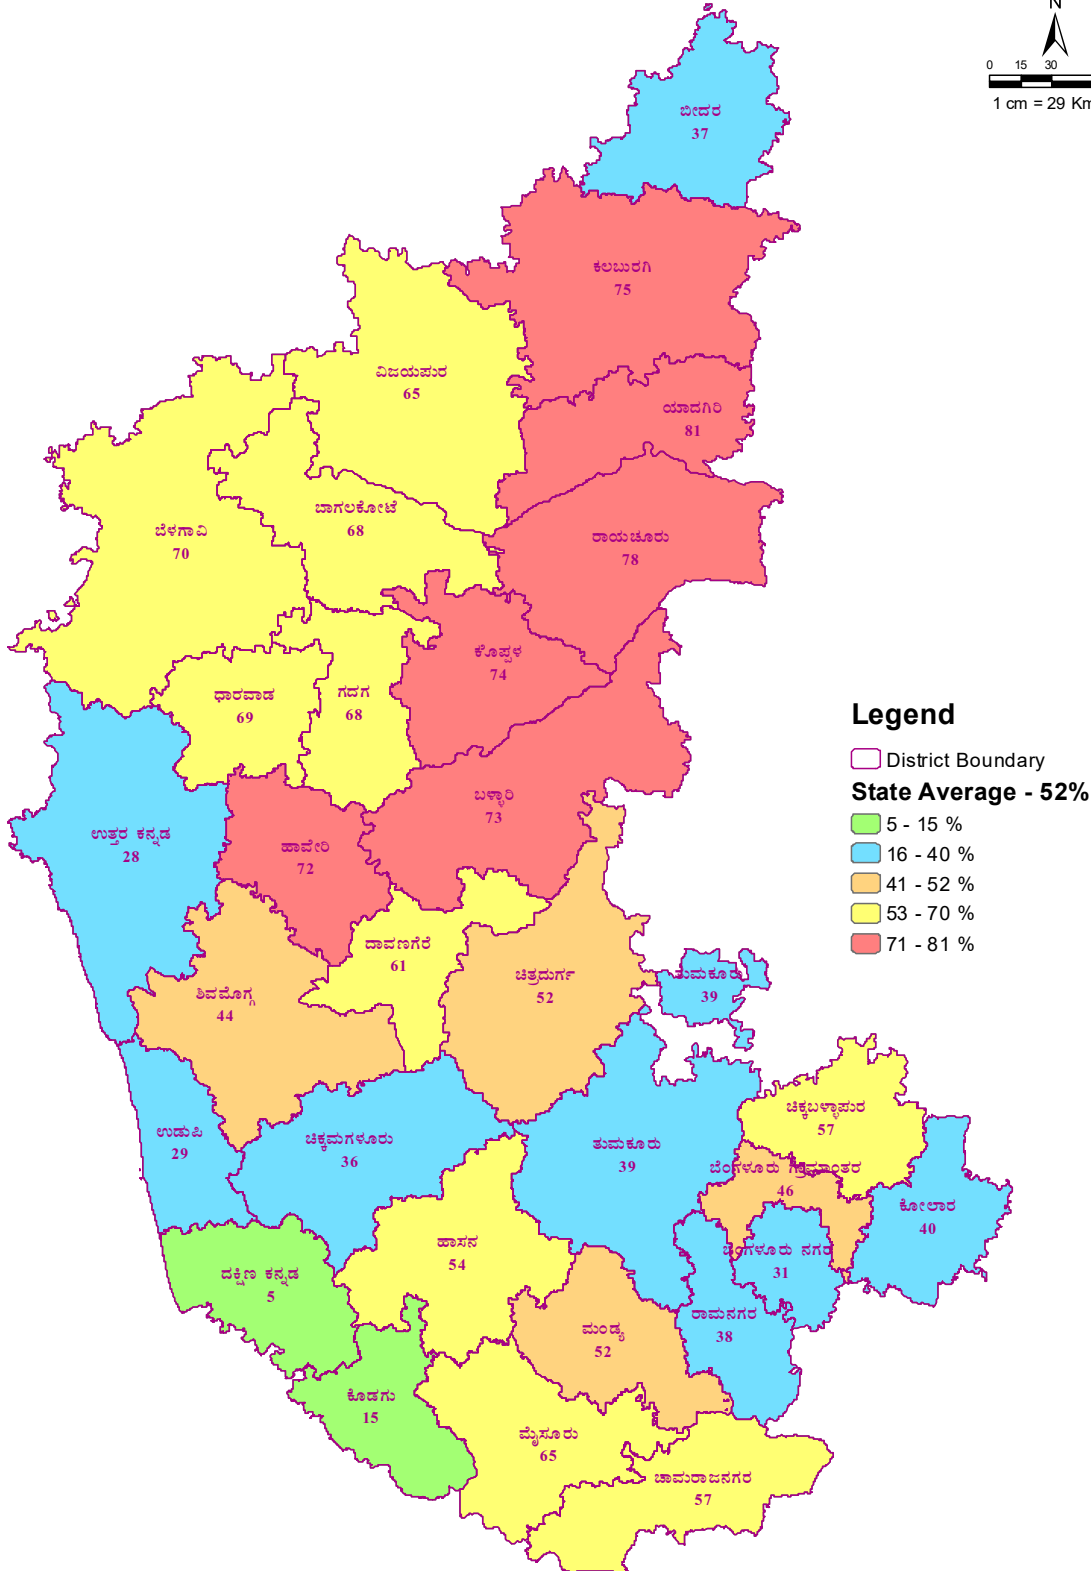 N
0 15 30
1 cm = 29 Km
ಬೀದರ
37
ಕಲಬುರಗಿ
75
ವಿಜಯಪುರ
65
ಯಾದಗಿರಿ
81
ಬಾಗಲಕೋಟೆ
68
ಬೆಳಗಾವಿ
70
ರಾಯಚೂರು
78
ಕೊಪ್ಪಳ
74
ಧಾರವಾಡ
69
ಗದಗ
68
Legend
District Boundary
State Average - 52%
5 - 15 %
16 - 40 %
41 - 52 %
53 - 70 %
71 - 81 %
ಬಳ್ಳಾರಿ
73
ಉತ್ತರ ಕನ್ನಡ
28
ಹಾವೇರಿ
72
ದಾವಣಗೆರೆ
61
ಚಿತ್ರದುರ್ಗ
52
ತುಮಕೂರು
39
ಶಿವಮೊಗ್ಗ
44
ಚಿಕ್ಕಬಳ್ಳಾಪುರ
57
ಉಡುಪಿ
29
ಚಿಕ್ಕಮಗಳೂರು
36
ತುಮಕೂರು
39
ಬೆಂಗಳೂರು ಗ್ರಾಮಾಂತರ
46
ಕೋಲಾರ
40
ಹಾಸನ
54
ಬೆಂಗಳೂರು ನಗರ
31
ದಕ್ಷಿಣ ಕನ್ನಡ
5
ಮಂಡ್ಯ
52
ರಾಮನಗರ
38
ಕೊಡಗು
15
ಮೈಸೂರು
65
ಚಾಮರಾಜನಗರ
57